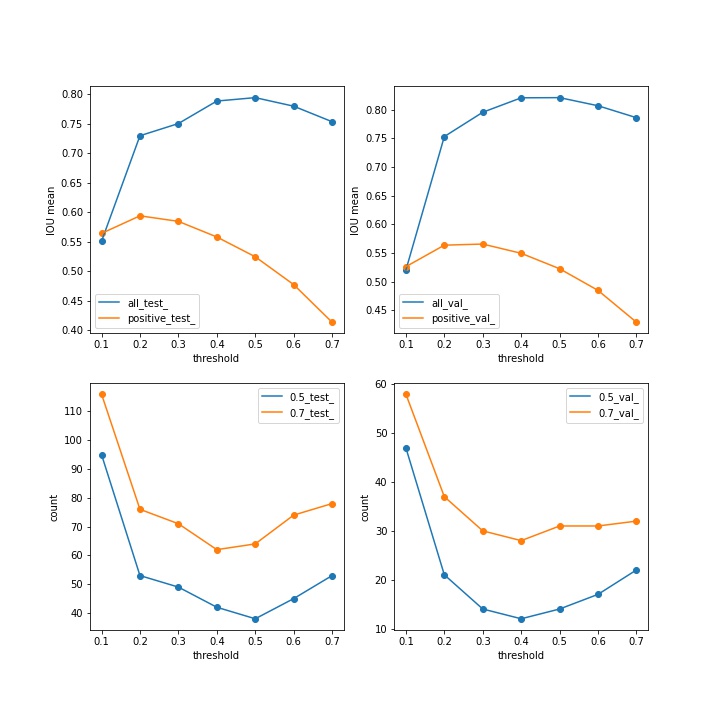 0.80
0.75
0.70
0.65
0.60
0.55
0.50
0.45
0.40
IOU mean
all_test_
positive_test_
0.1 0.2 0.3 0.4 0.5 0.6 0.7
threshold
0.80
0.75
0.70
0.65
0.60
0.55
0.50
0.45
IOU mean
all_val_
positive_val_
0.1 0.2 0.3 0.4 0.5 0.6 0.7
threshold
110
100
90
80
70
60
50
40
count
0.5_test_
0.7_test_
0.1 0.2 0.3 0.4 0.5 0.6 0.7
threshold
60
50
40
30
20
10
count
0.5_val_
0.7_val_
0.1 0.2 0.3 0.4 0.5 0.6 0.7
threshold